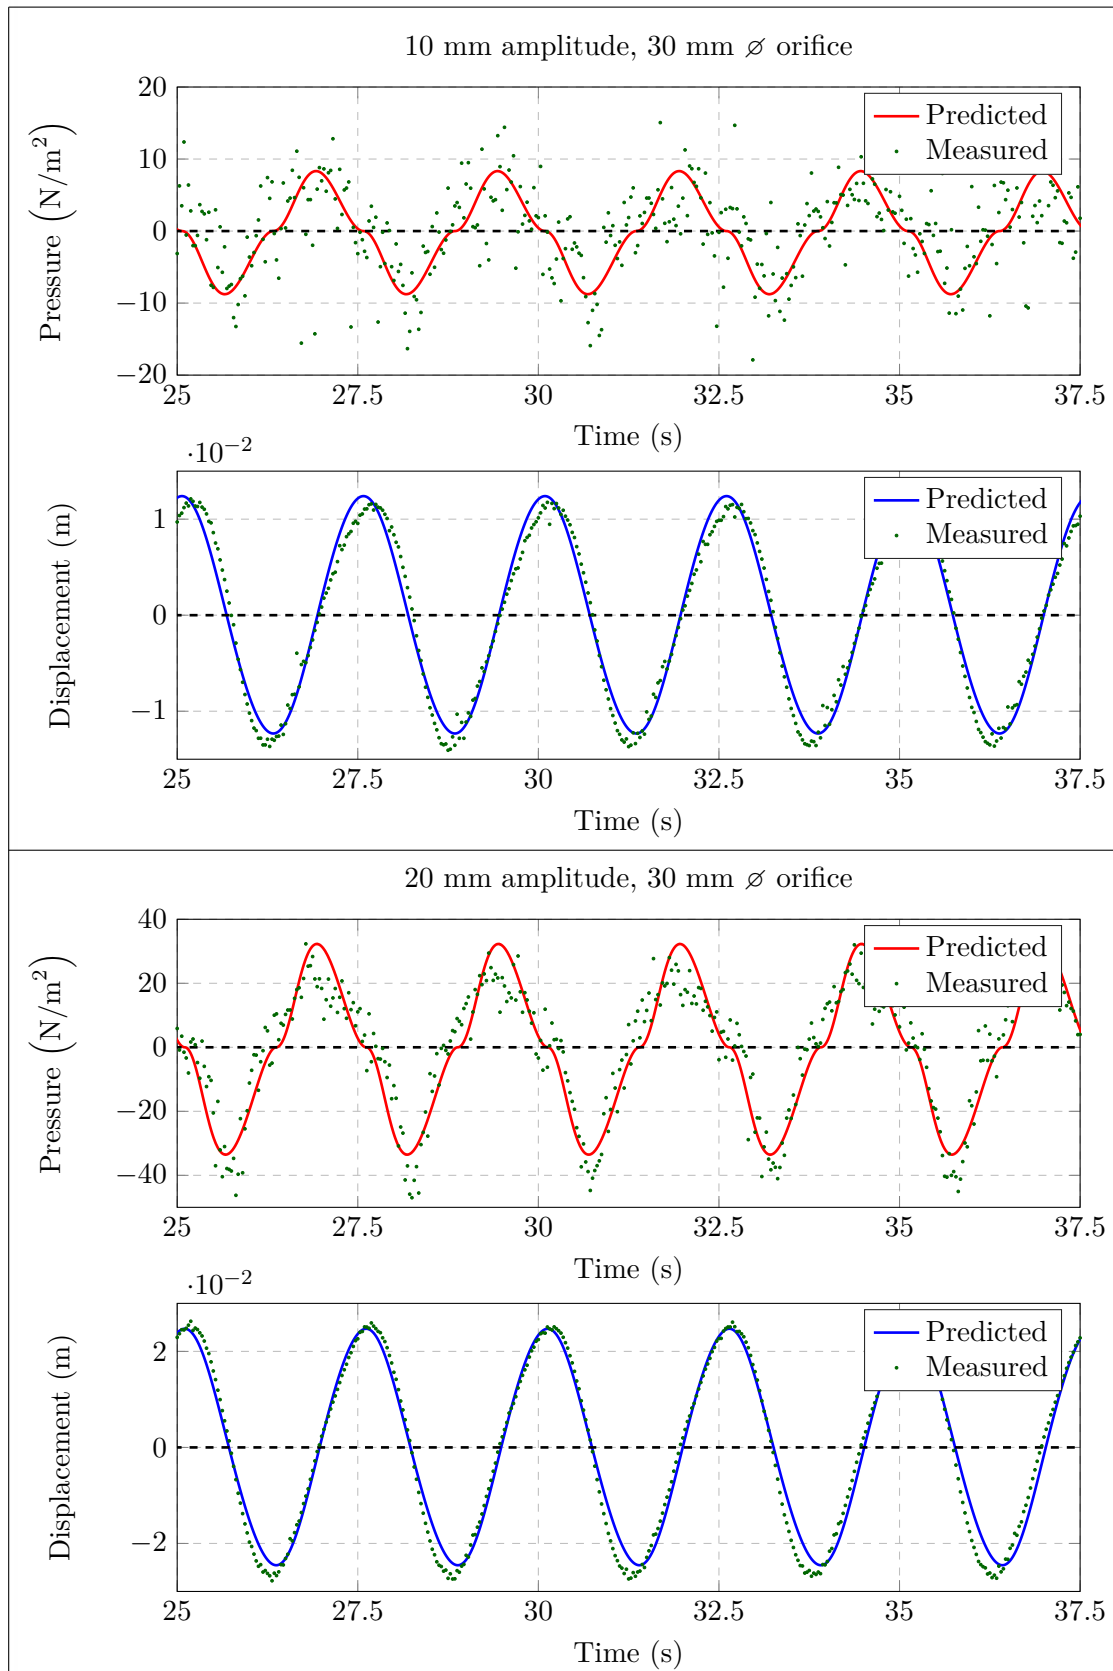 10 mm amplitude, 30 mm ⌀ orifice
20
10
0
−10
−20
Pressure (N/m²)
Predicted
Measured
25 27.5 30 32.5 35 37.5
Time (s)
·10⁻²
1
0
−1
Displacement (m)
Predicted
Measured
25 27.5 30 32.5 35 37.5
Time (s)
20 mm amplitude, 30 mm ⌀ orifice
40
20
0
−20
−40
Pressure (N/m²)
Predicted
Measured
25 27.5 30 32.5 35 37.5
Time (s)
·10⁻²
2
0
−2
Displacement (m)
Predicted
Measured
25 27.5 30 32.5 35 37.5
Time (s)